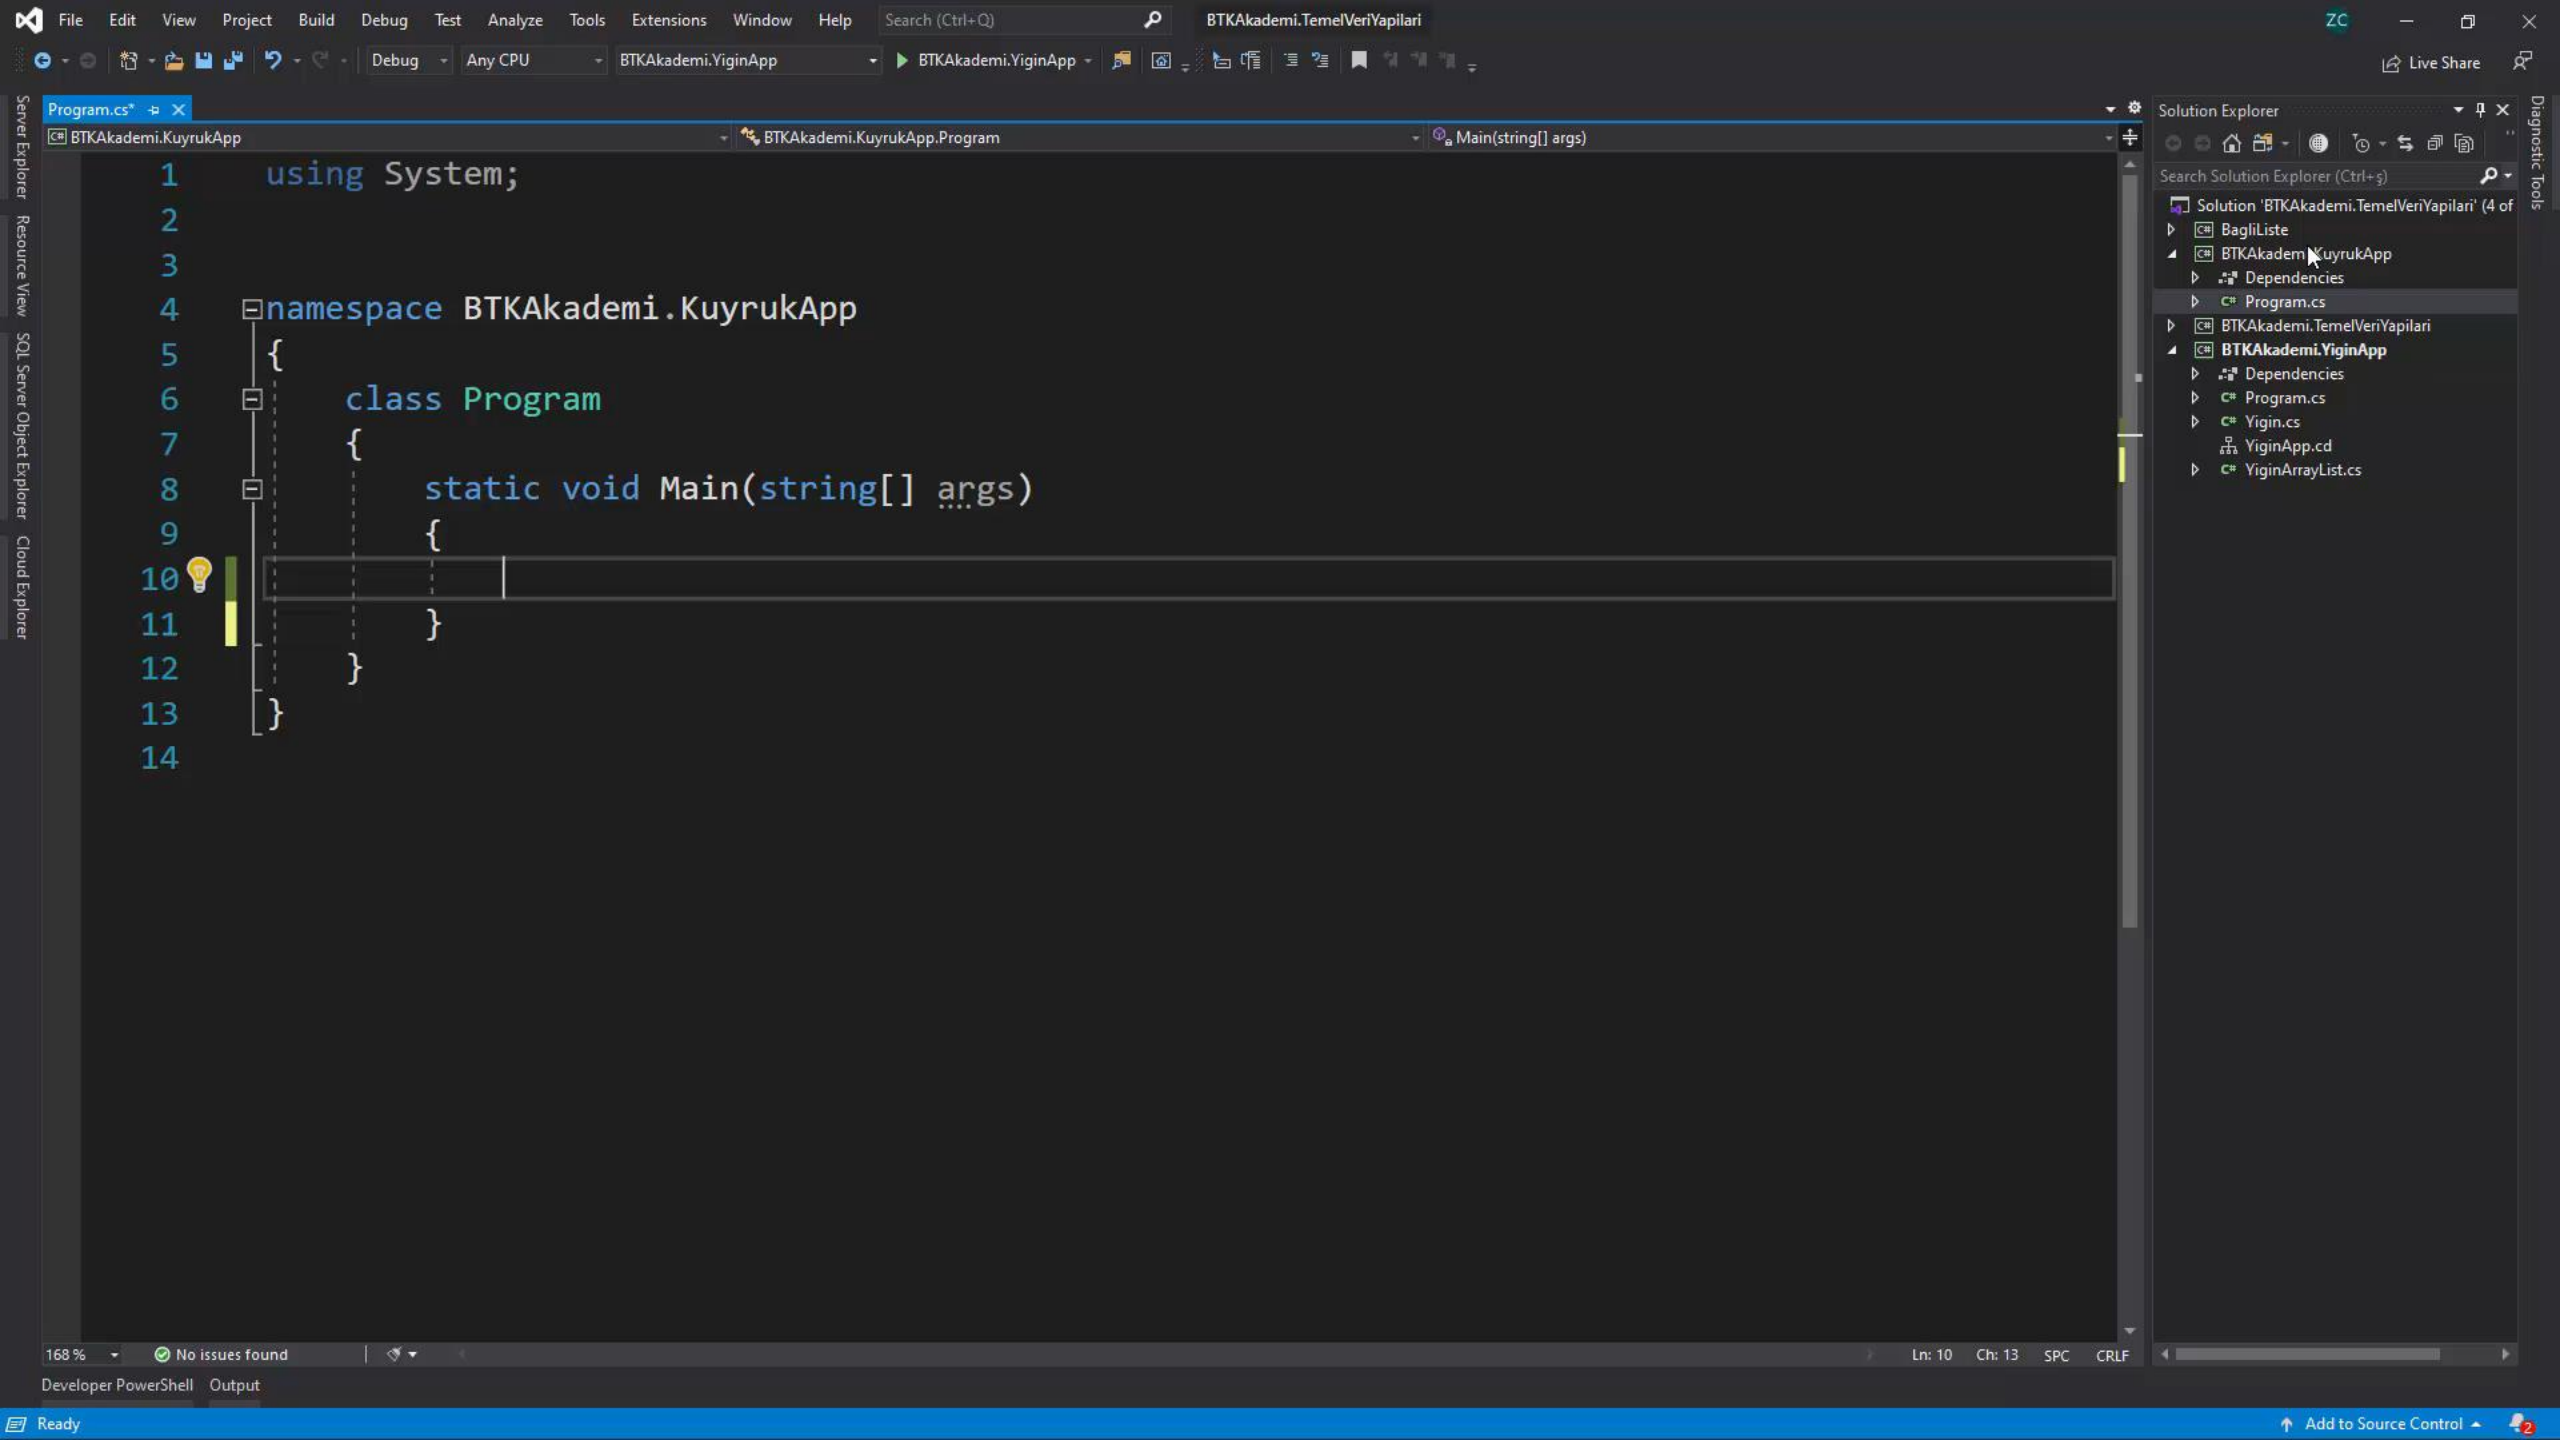 File Edit View Project Build Debug Test Analyze Tools Extensions Window Help Search (Ctrl+Q) BTKAkademi.TemelVeriYapilari ZC
Debug Any CPU BTKAkademi.YiginApp BTKAkademi.YiginApp Live Share
Server Explorer
Resource View
SQL Server Object Explorer
Cloud Explorer
Program.cs*
BTKAkademi.KuyrukApp BTKAkademi.KuyrukApp.Program Main(string[] args)
1 using System;
2
3
4 namespace BTKAkademi.KuyrukApp
5 {
6 class Program
7 {
8 static void Main(string[] args)
9 {
10
11 }
12 }
13 }
14
168 % No issues found Ln: 10 Ch: 13 SPC CRLF
Developer PowerShell Output
Solution Explorer
Search Solution Explorer (Ctrl+ş)
Solution 'BTKAkademi.TemelVeriYapilari' (4 of
BagliListe
BTKAkadem KuyrukApp
Dependencies
Program.cs
BTKAkademi.TemelVeriYapilari
BTKAkademi.YiginApp
Dependencies
Program.cs
Yigin.cs
YiginApp.cd
YiginArrayList.cs
Diagnostic Tools
Ready Add to Source Control 2